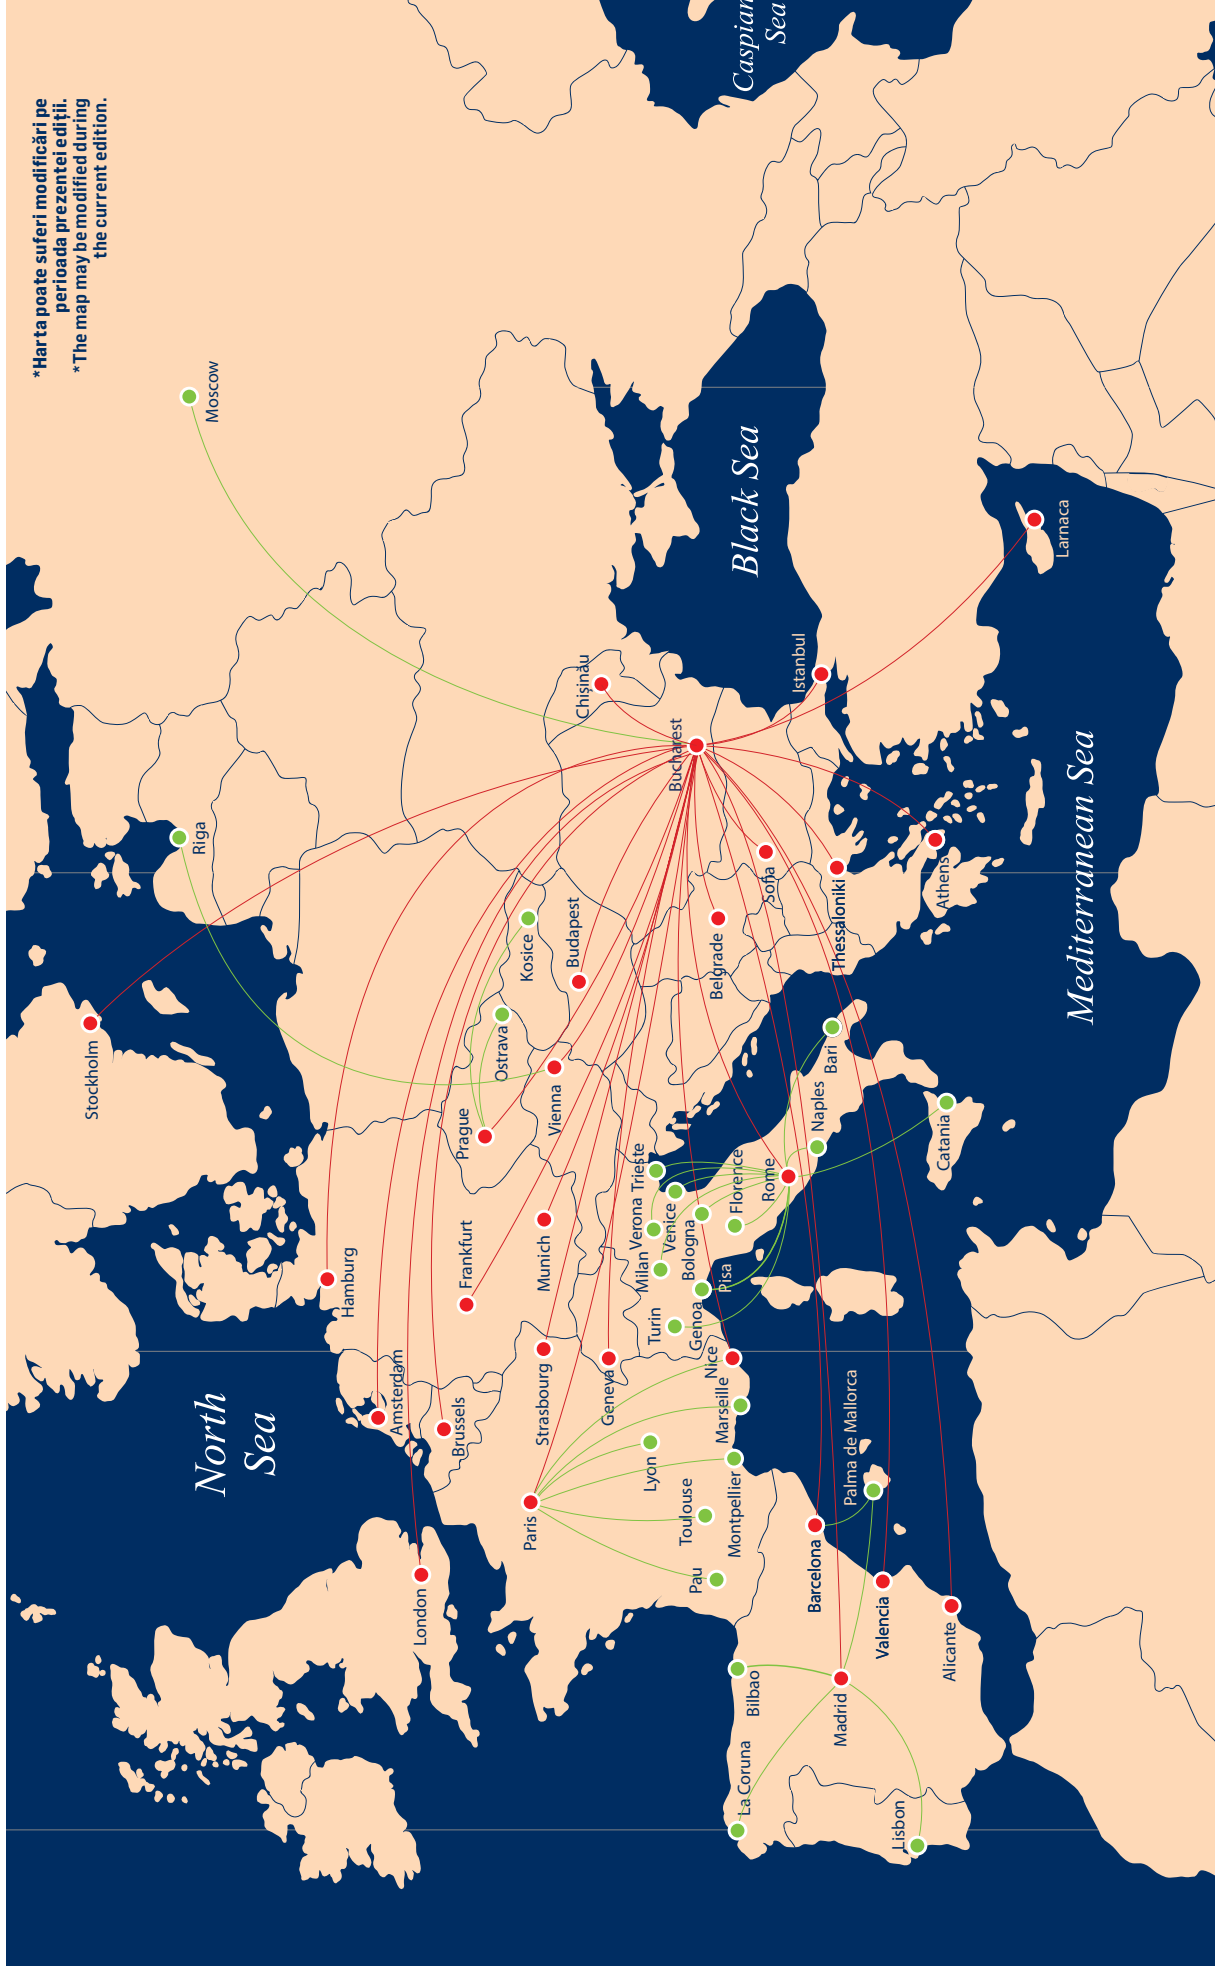 *Harta poate suferi modificări pe
perioada prezentei ediții.
*The map may be modified during
the current edition.
Caspian
Sea
Moscow
Riga
Stockholm
North
Sea
Hamburg
Amsterdam
Brussels
London
Frankfurt
Prague
Ostrava
Kosice
Budapest
Vienna
Munich
Strasbourg
Paris
Geneva
Chișinău
Bucharest
Black Sea
Istanbul
Larnaca
Belgrade
Sofia
Thessaloniki
Athens
Mediterranean Sea
Trieste
Verona
Venice
Milan
Bologna
Florence
Turin
Genoa
Pisa
Rome
Naples
Bari
Catania
Nice
Marseille
Lyon
Montpellier
Toulouse
Pau
Palma de Mallorca
Barcelona
Valencia
Alicante
Bilbao
Madrid
La Coruna
Lisbon